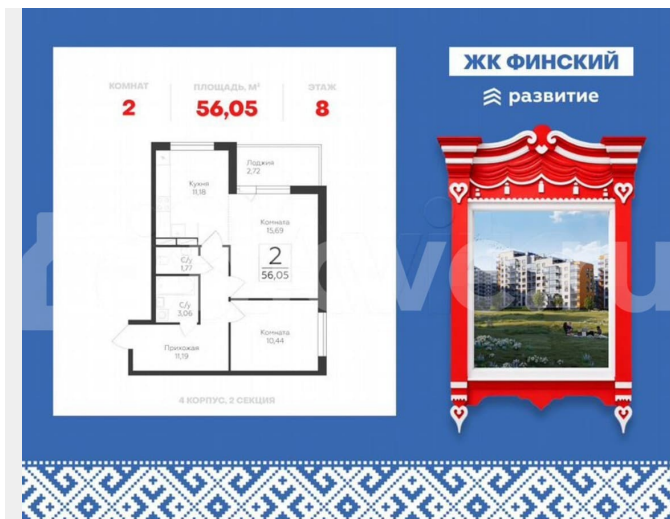 ЖК ФИНСКИЙ
развитие
КОМНАТ
2
ПЛОЩАДЬ, М²
56,05
ЭТАЖ
8
Лоджия
2,72
Кухня
11,18
Комната
15,69
2
56,05
С/у
1,77
С/у
3,06
Комната
10,44
Прихожая
11,19
4 КОРПУС, 2 СЕКЦИЯ